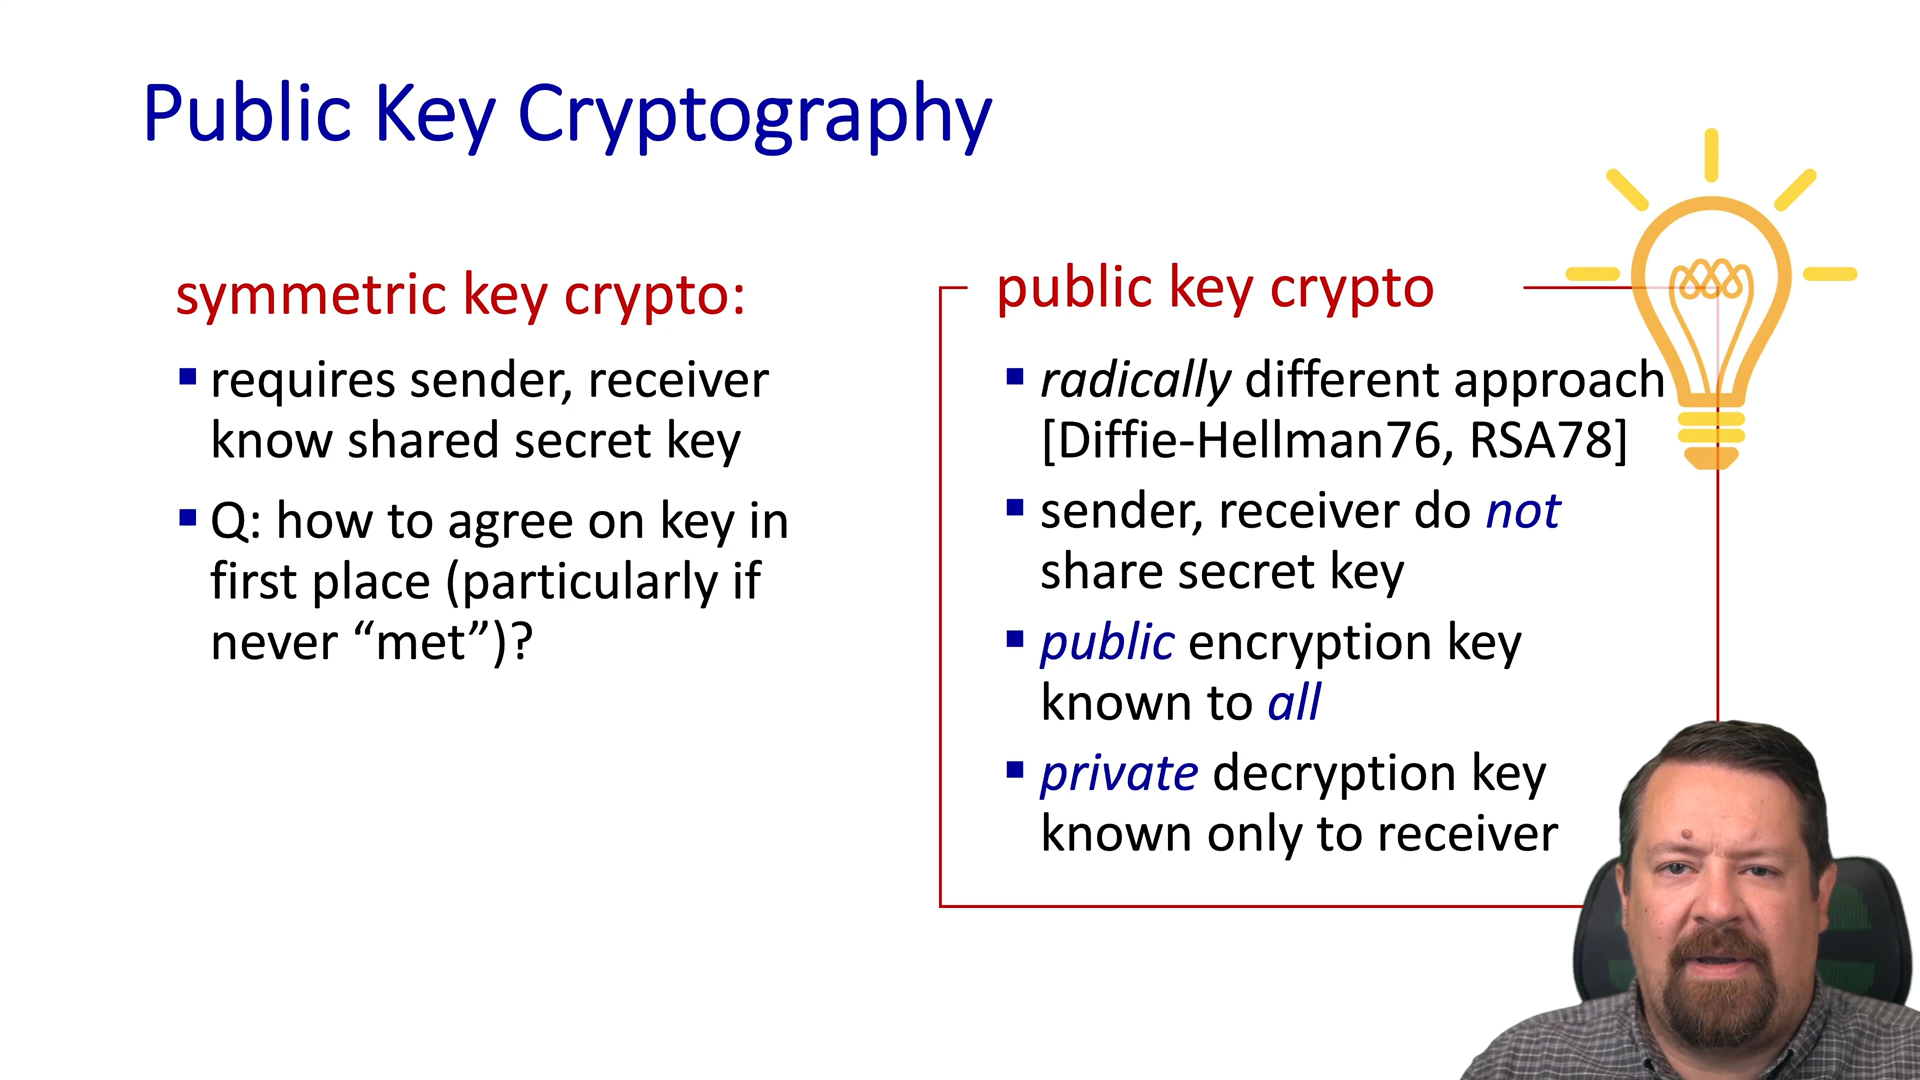 Public Key Cryptography
symmetric key crypto:
requires sender, receiver
know shared secret key
Q: how to agree on key in
first place (particularly if
never “met”)?
public key crypto
radically different approach
[Diffie-Hellman76, RSA78]
sender, receiver do not
share secret key
public encryption key
known to all
private decryption key
known only to receiver